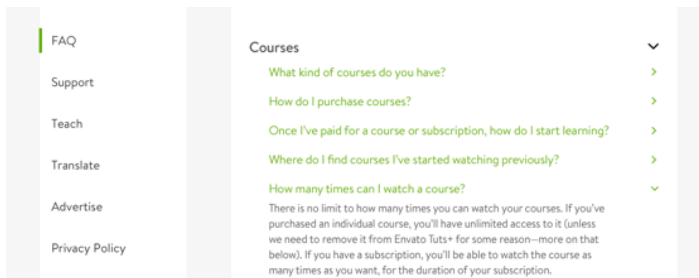 FAQ
Support
Teach
Translate
Advertise
Privacy Policy
Courses
What kind of courses do you have?
How do I purchase courses?
Once I've paid for a course or subscription, how do I start learning?
Where do I find courses I've started watching previously?
How many times can I watch a course?
There is no limit to how many times you can watch your courses. If you've
purchased an individual course, you'll have unlimited access to it (unless
we need to remove it from Envato Tuts+ for some reason—more on that
below). If you have a subscription, you'll be able to watch the course as
many times as you want, for the duration of your subscription.